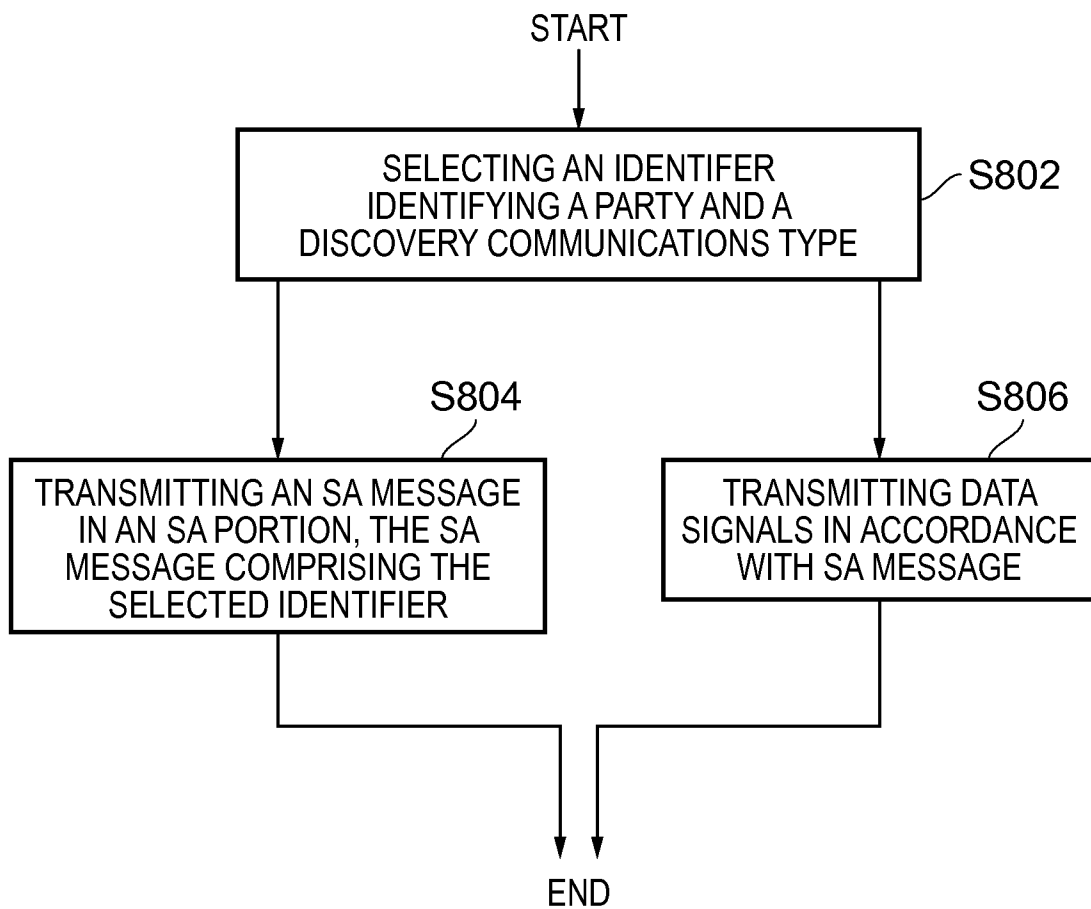 START
SELECTING AN IDENTIFER
IDENTIFYING A PARTY AND A
DISCOVERY COMMUNICATIONS TYPE
S802
S804
TRANSMITTING AN SA MESSAGE
IN AN SA PORTION, THE SA
MESSAGE COMPRISING THE
SELECTED IDENTIFIER
S806
TRANSMITTING DATA
SIGNALS IN ACCORDANCE
WITH SA MESSAGE
END